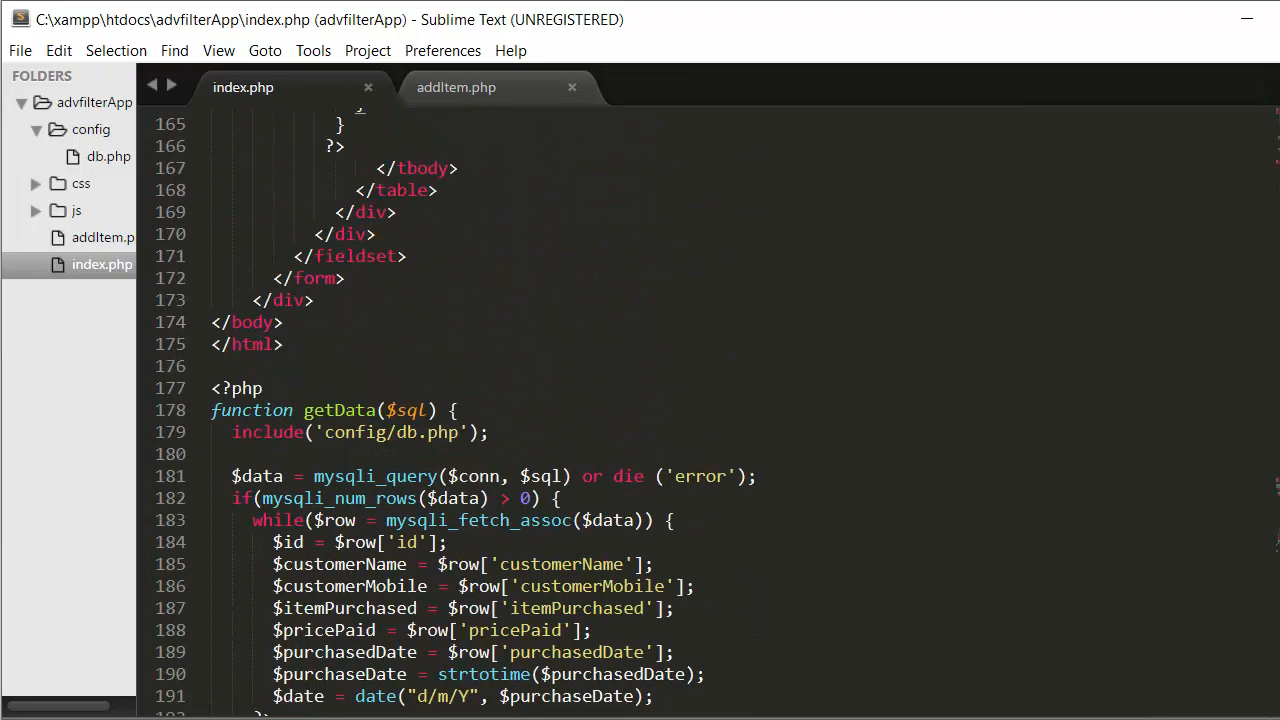 C:\xampp\htdocs\advfilterApp\index.php (advfilterApp) - Sublime Text (UNREGISTERED)
File Edit Selection Find View Goto Tools Project Preferences Help
FOLDERS
advfilterApp
config
db.php
css
js
addItem.p
index.php
index.php × addItem.php ×
165 }
166 ?>
167 </tbody>
168 </table>
169 </div>
170 </div>
171 </fieldset>
172 </form>
173 </div>
174 </body>
175 </html>
176
177 <?php
178 function getData($sql) {
179 include('config/db.php');
180
181 $data = mysqli_query($conn, $sql) or die ('error');
182 if(mysqli_num_rows($data) > 0) {
183 while($row = mysqli_fetch_assoc($data)) {
184 $id = $row['id'];
185 $customerName = $row['customerName'];
186 $customerMobile = $row['customerMobile'];
187 $itemPurchased = $row['itemPurchased'];
188 $pricePaid = $row['pricePaid'];
189 $purchasedDate = $row['purchasedDate'];
190 $purchaseDate = strtotime($purchasedDate);
191 $date = date("d/m/Y", $purchaseDate);